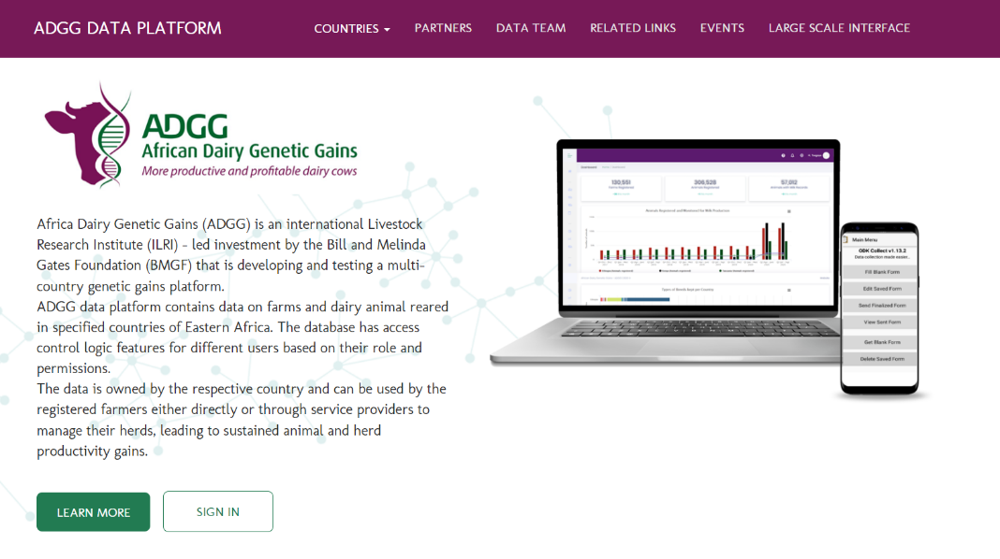 ADGG DATA PLATFORM
COUNTRIES
PARTNERS
DATA TEAM
RELATED LINKS
EVENTS
LARGE SCALE INTERFACE
ADGG
African Dairy Genetic Gains
More productive and profitable dairy cows
Africa Dairy Genetic Gains (ADGG) is an international Livestock
Research Institute (ILRI) - led investment by the Bill and Melinda
Gates Foundation (BMGF) that is developing and testing a multi-
country genetic gains platform.
ADGG data platform contains data on farms and dairy animal reared
in specified countries of Eastern Africa. The database has access
control logic features for different users based on their role and
permissions.
The data is owned by the respective country and can be used by the
registered farmers either directly or through service providers to
manage their herds, leading to sustained animal and herd
productivity gains.
LEARN MORE
SIGN IN
130,551
306,528
57,012
Types of Breeds kept per Country
Main Menu
ODK Collect v1.13.2
Data collection made easier...
Fill Blank Form
Edit Saved Form
Send Finalized Form
View Sent Form
Get Blank Form
Delete Saved Form